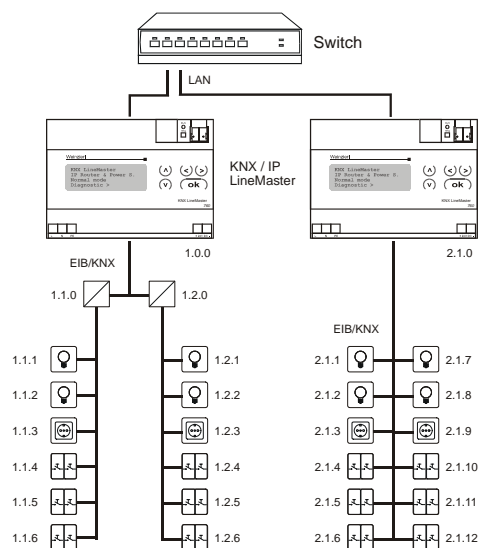 Switch
LAN
Weinzierl
KNX LineMaster
IP Router & Power S.
Normal mode
Diagnostic >
ok
KNX LineMaster
KNX / IP
LineMaster
Weinzierl
KNX LineMaster
IP Router & Power S.
Normal mode
Diagnostic >
ok
KNX LineMaster
1.0.0
2.1.0
EIB/KNX
1.1.0
1.2.0
EIB/KNX
1.1.1
1.2.1
2.1.1
2.1.7
1.1.2
1.2.2
2.1.2
2.1.8
1.1.3
1.2.3
2.1.3
2.1.9
1.1.4
1.2.4
2.1.4
2.1.10
1.1.5
1.2.5
2.1.5
2.1.11
1.1.6
1.2.6
2.1.6
2.1.12